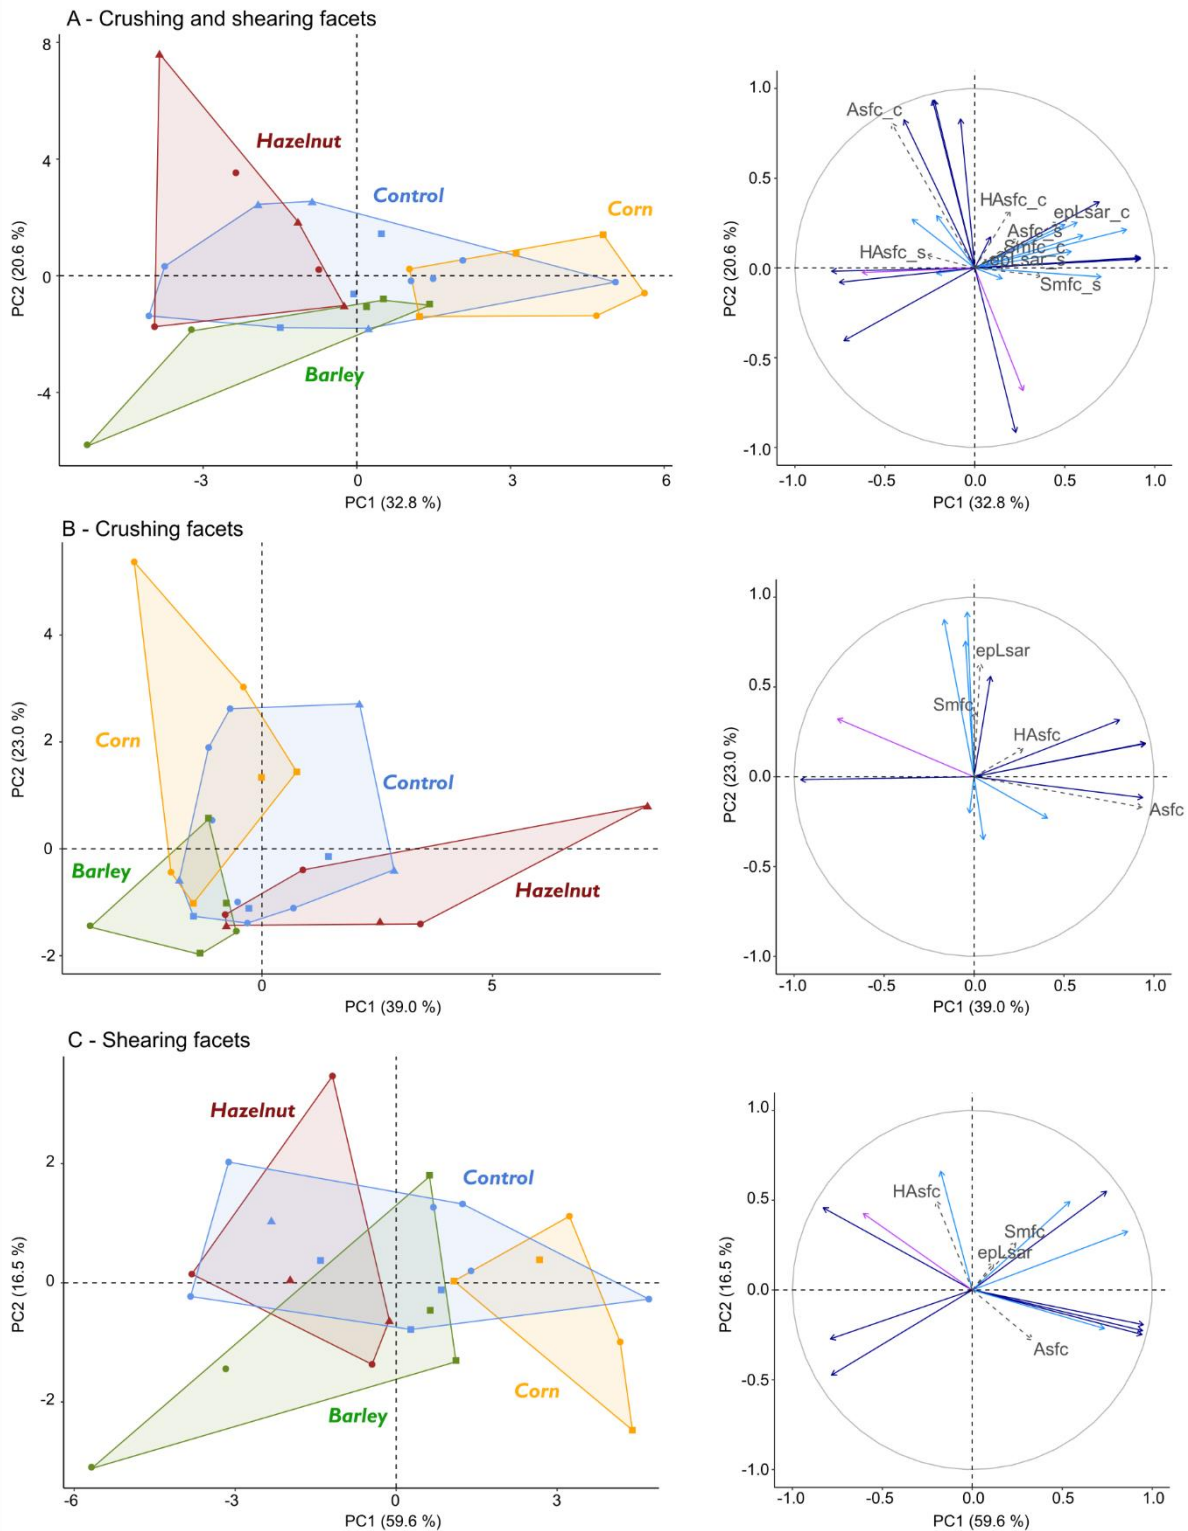 A - Crushing and shearing facets
8
4
0
-4
PC2 (20.6 %)
Hazelnut
Control
Corn
Barley
-3
0
3
6
PC1 (32.8 %)
1.0
0.5
0.0
-0.5
-1.0
PC2 (20.6 %)
Asfc_c
HAsfc_c
epLsar_c
Asfc_s
Smfc_c
epLsar_s
HAsfc_s
Smfc_s
-1.0
-0.5
0.0
0.5
1.0
PC1 (32.8 %)
B - Crushing facets
4
2
0
-2
PC2 (23.0 %)
Corn
Control
Barley
Hazelnut
0
5
PC1 (39.0 %)
1.0
0.5
0.0
-0.5
-1.0
PC2 (23.0 %)
epLsar
Smfc
HAsfc
Asfc
-1.0
-0.5
0.0
0.5
1.0
PC1 (39.0 %)
C - Shearing facets
2
0
-2
PC2 (16.5 %)
Hazelnut
Control
Corn
Barley
-6
-3
0
3
PC1 (59.6 %)
1.0
0.5
0.0
-0.5
-1.0
PC2 (16.5 %)
HAsfc
Smfc
epLsar
Asfc
-1.0
-0.5
0.0
0.5
1.0
PC1 (59.6 %)